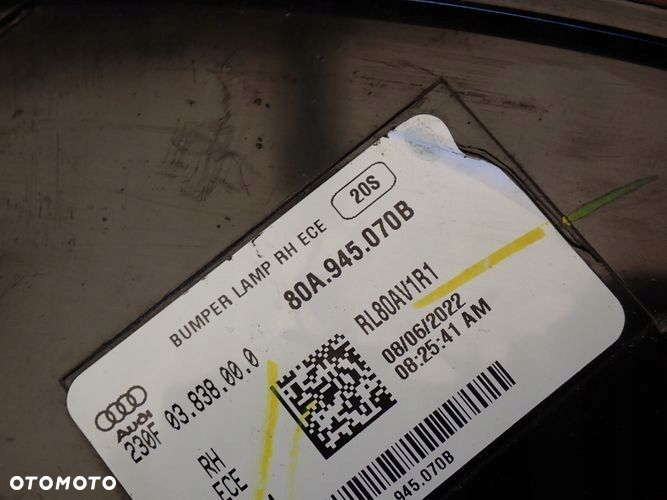 20S
BUMPER LAMP RH ECE
80A.945.070B
RL80AV1R1
08/06/2022
08:25:41 AM
Audi
230F 03.838.00.0
RH
ECE
945.070B
OTOMOTO